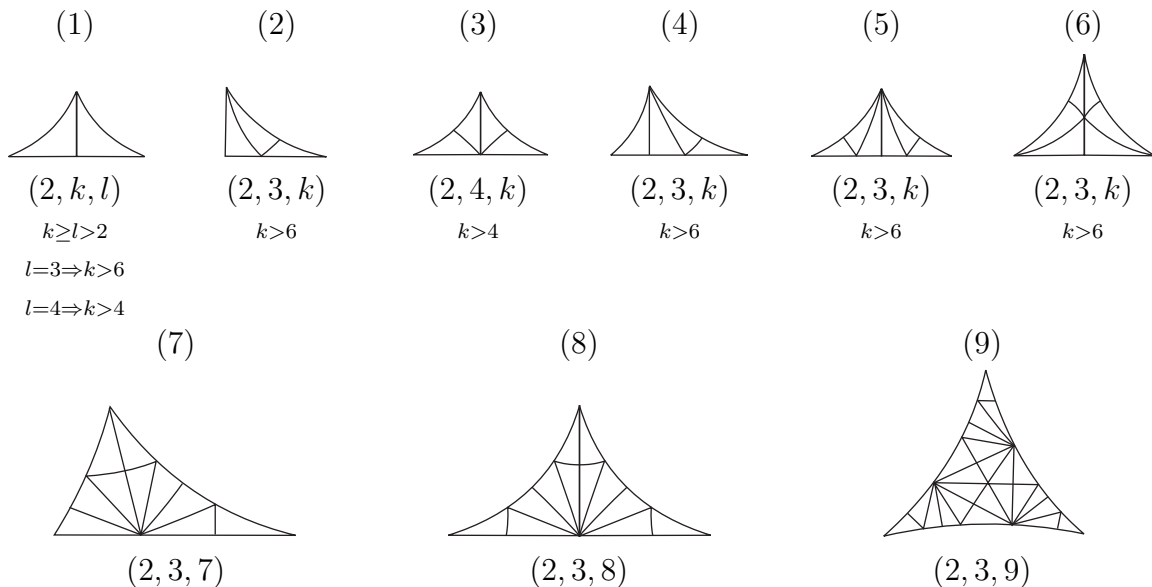 (1) (2) (3) (4) (5) (6)
(2, k, l) (2, 3, k) (2, 4, k) (2, 3, k) (2, 3, k) (2, 3, k)
k≥l>2 k>6 k>4 k>6 k>6 k>6
l=3⇒k>6
l=4⇒k>4
(7) (8) (9)
(2, 3, 7) (2, 3, 8) (2, 3, 9)